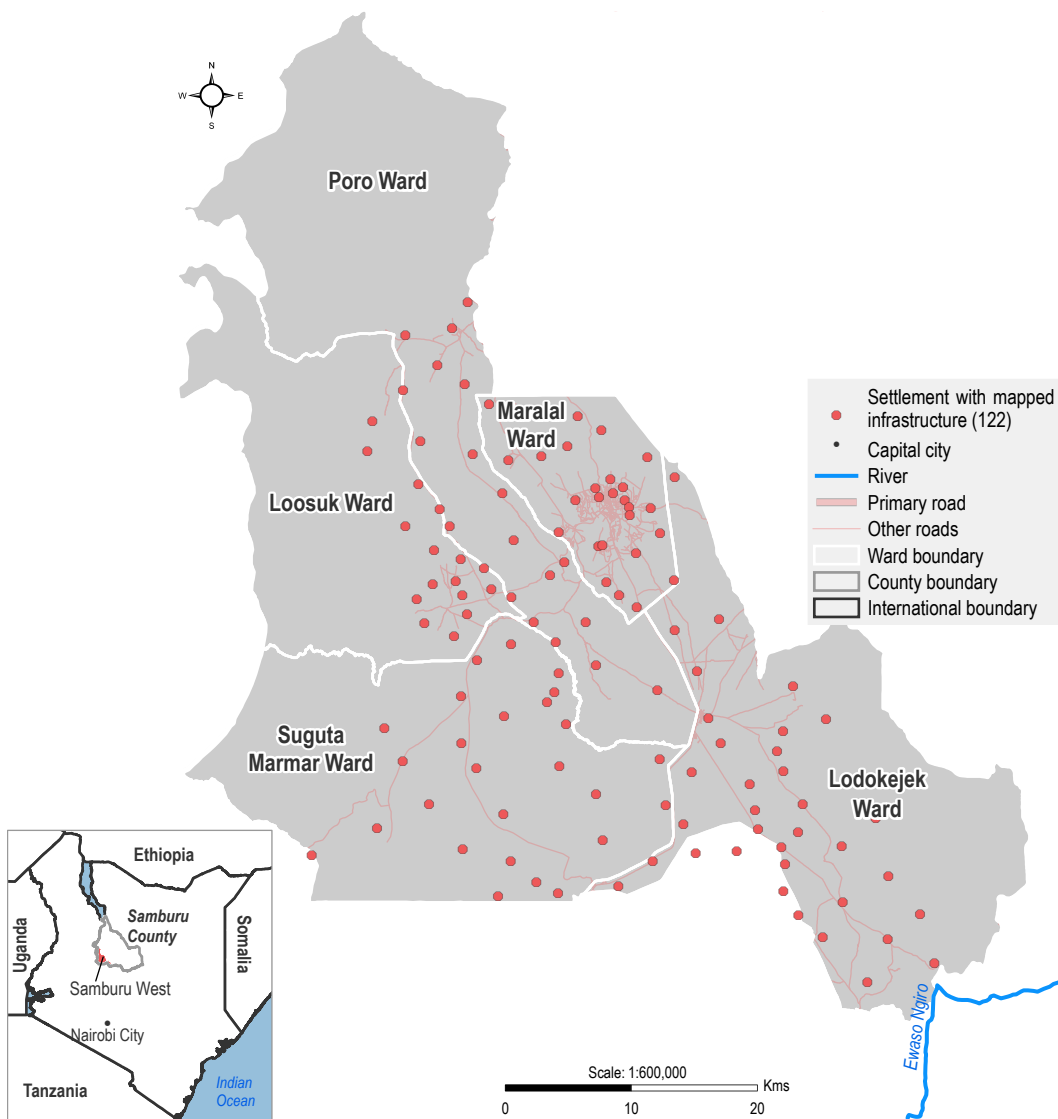 N
W
E
S
Poro Ward
Maralal
Ward
Loosuk Ward
Suguta
Marmar Ward
Lodokejek
Ward
Settlement with mapped
infrastructure (122)
Capital city
River
Primary road
Other roads
Ward boundary
County boundary
International boundary
Ethiopia
Uganda
Samburu
County
Somalia
Samburu West
Nairobi City
Tanzania
Indian
Ocean
Ewaso Ngiro
Scale: 1:600,000
Kms
0
10
20